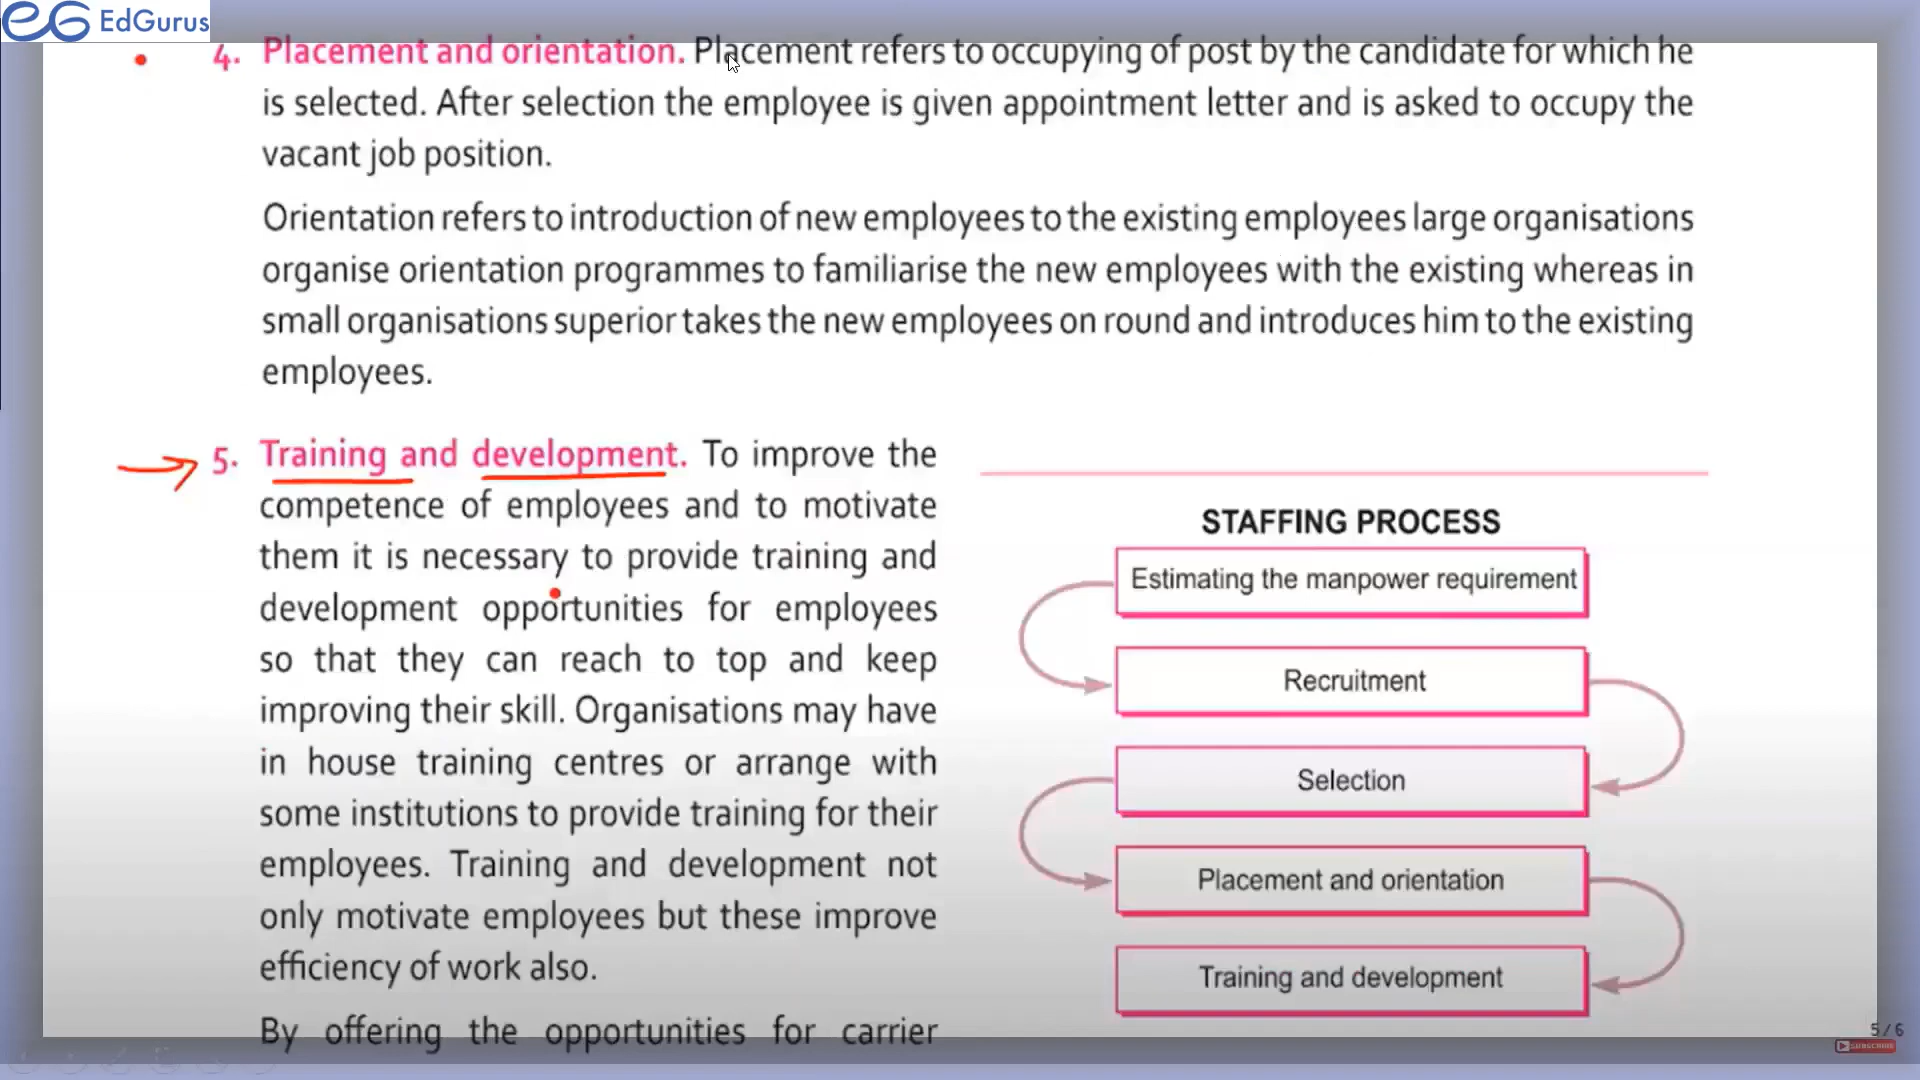 EdGurus
4. Placement and orientation. Placement refers to occupying of post by the candidate for which he
is selected. After selection the employee is given appointment letter and is asked to occupy the
vacant job position.
Orientation refers to introduction of new employees to the existing employees large organisations
organise orientation programmes to familiarise the new employees with the existing whereas in
small organisations superior takes the new employees on round and introduces him to the existing
employees.
5. Training and development. To improve the
competence of employees and to motivate
them it is necessary to provide training and
development opportunities for employees
so that they can reach to top and keep
improving their skill. Organisations may have
in house training centres or arrange with
some institutions to provide training for their
employees. Training and development not
only motivate employees but these improve
efficiency of work also.
By offering the opportunities for carrier
STAFFING PROCESS
Estimating the manpower requirement
Recruitment
Selection
Placement and orientation
Training and development
5/6
SUBSCRIBE